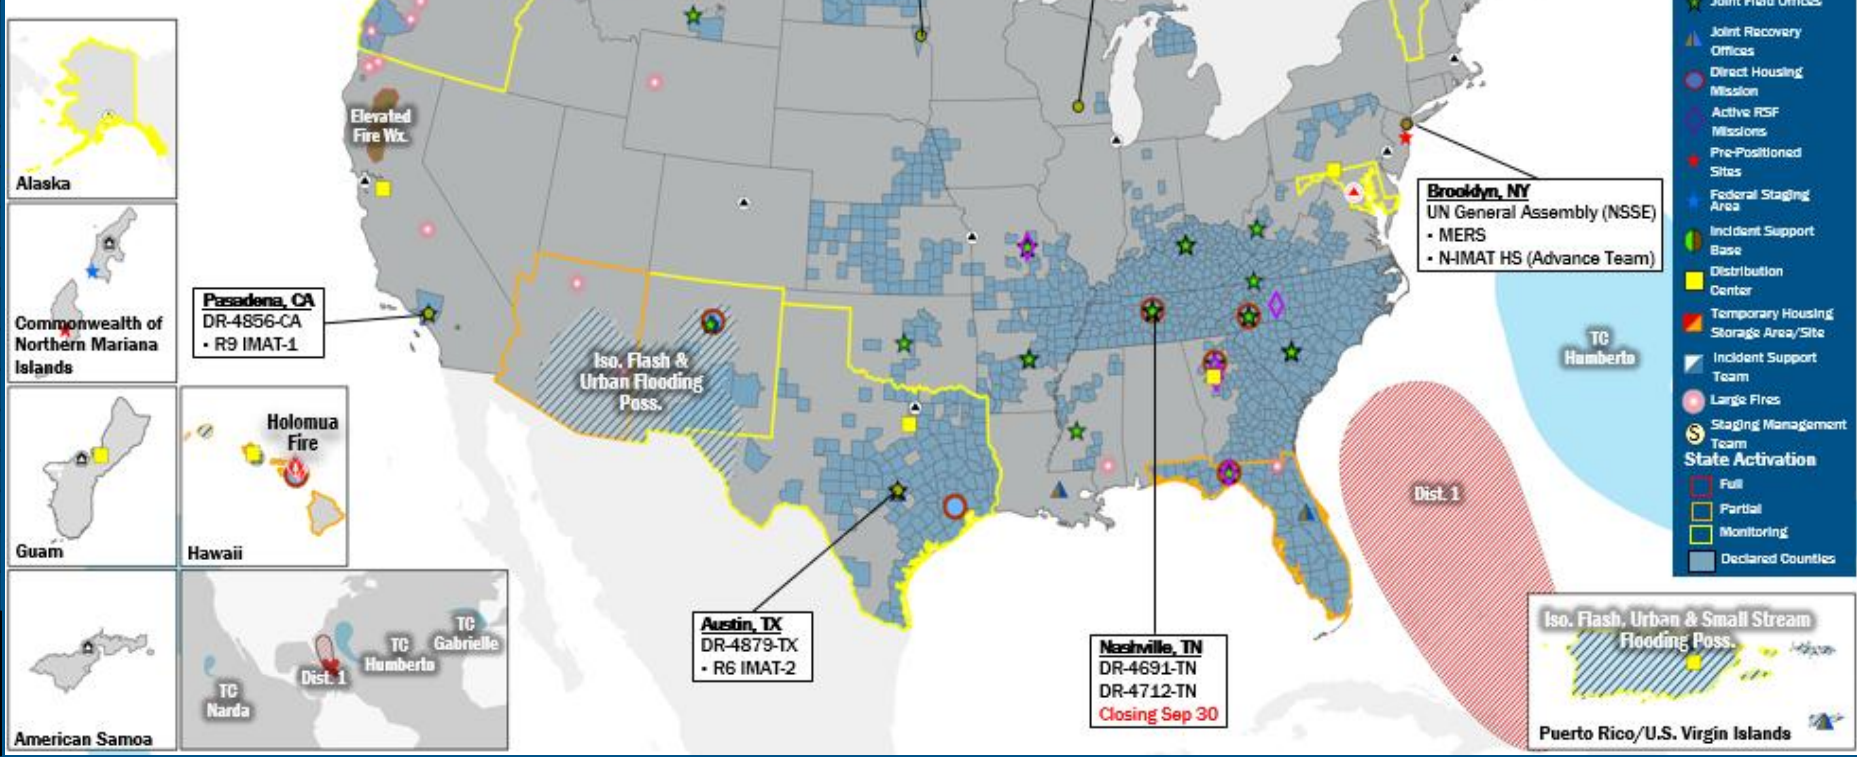 Joint Field Offices
Joint Recovery
Offices
Direct Housing
Mission
Active RSF
Missions
Pre-Positioned
Sites
Federal Staging
Area
Incident Support
Base
Distribution
Center
Temporary Housing
Storage Area/Site
Incident Support
Team
Large Fires
S
Staging Management
Team
State Activation
Full
Partial
Monitoring
Declared Counties
Alaska
Elevated
Fire Wx.
Brooklyn, NY
UN General Assembly (NSSE)
• MERS
• N-IMAT HS (Advance Team)
Commonwealth of
Northern Mariana
Islands
Pasadena, CA
DR-4856-CA
• R9 IMAT-1
Iso. Flash &
Urban Flooding
Poss.
TC
Humberto
Dist. 1
Guam
Holomua
Fire
Hawaii
American Samoa
TC
Narda
Dist. 1
TC
Humberto
TC
Gabrielle
Austin, TX
DR-4879-TX
• R6 IMAT-2
Nashville, TN
DR-4691-TN
DR-4712-TN
Closing Sep 30
Iso. Flash, Urban & Small Stream
Flooding Poss.
Puerto Rico/U.S. Virgin Islands